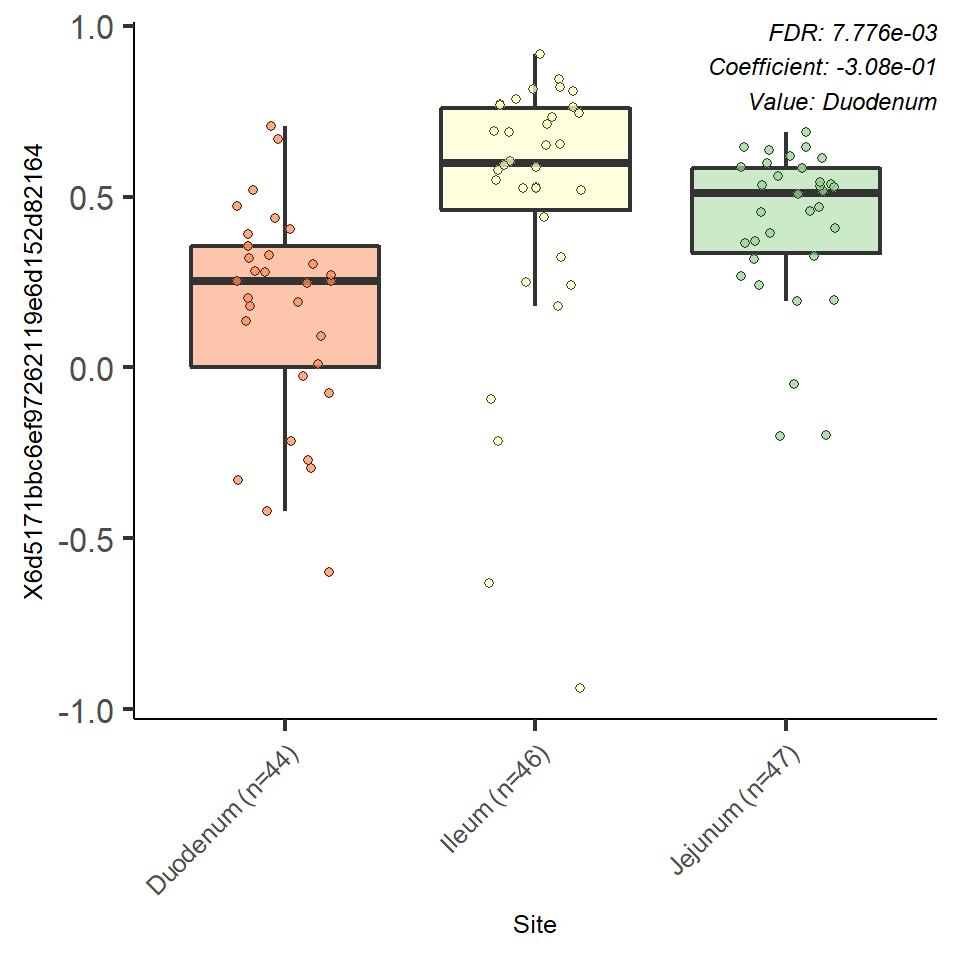 FDR: 7.776e-03
Coefficient: -3.08e-01
Value: Duodenum
X6d5171bbc6ef97262119e6d152d82164
1.0
0.5
0.0
-0.5
-1.0
Duodenum (n=44)
Ileum (n=46)
Jejunum (n=47)
Site